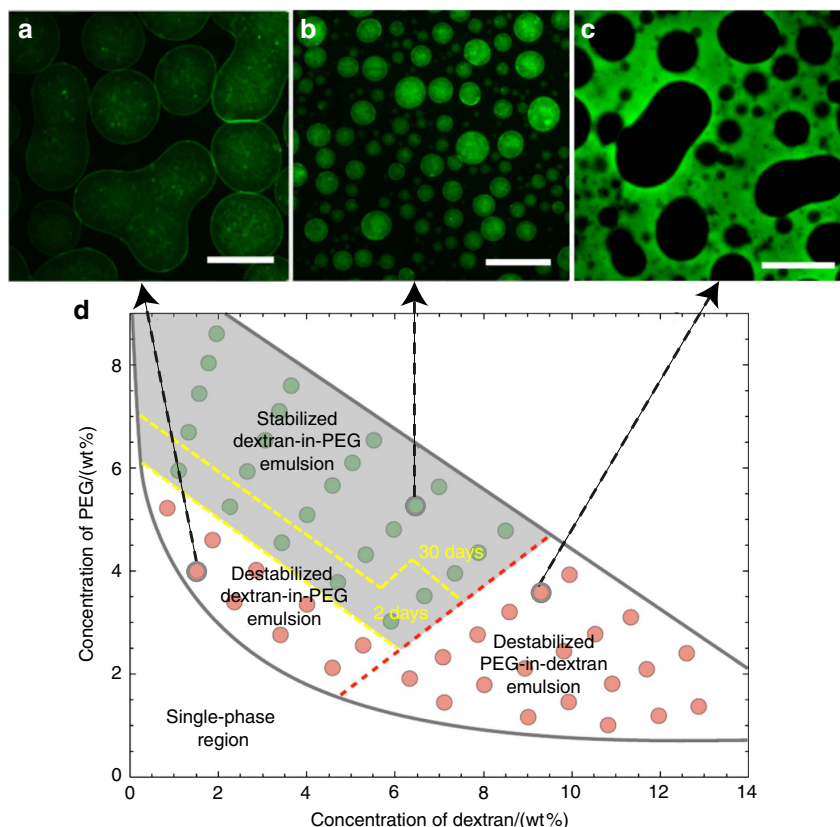 a
b
c
d
8
6
4
2
0
Concentration of PEG/(wt%)
Stabilized
dextran-in-PEG
emulsion
30 days
Destabilized
dextran-in-PEG
emulsion
2 days
Destabilized
PEG-in-dextran
emulsion
Single-phase
region
0 2 4 6 8 10 12 14
Concentration of dextran/(wt%)